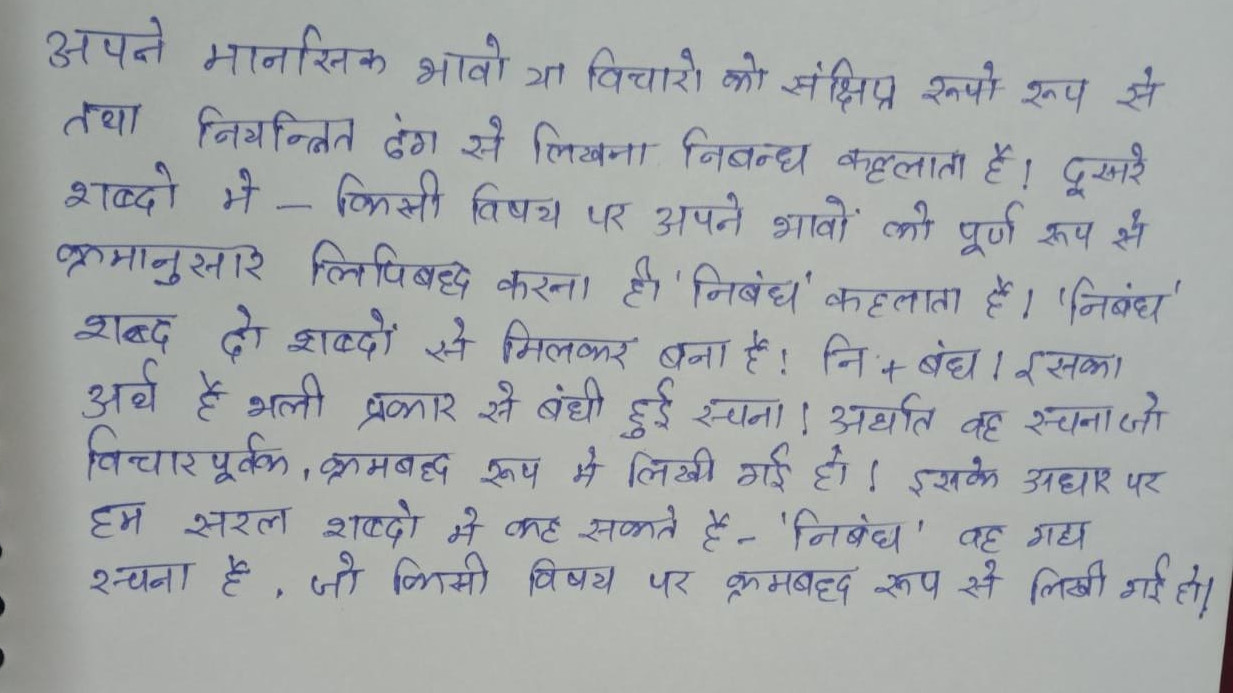 अपने मानसिक भावो या विचारो को संक्षिप्त रूपो रूप से
तथा नियन्त्रित ढंग से लिखना निबन्ध कहलाता है। दूसरे
शब्दो मे – किसी विषय पर अपने भावों को पूर्ण रूप से
क्रमानुसार लिपिबद्ध करना ही 'निबंध' कहलाता है। 'निबंध'
शब्द दो शब्दों से मिलकर बना है। नि + बंध। इसका
अर्थ है भली प्रकार से बंधी हुई रचना। अर्थात वह रचना जो
विचारपूर्वक, क्रमबद्ध रूप मे लिखी गई हो। इसके अधार पर
हम सरल शब्दो मे कह सकते है – 'निबंध' वह गद्य
रचना है, जो किसी विषय पर क्रमबद्ध रूप से लिखी गई हो।